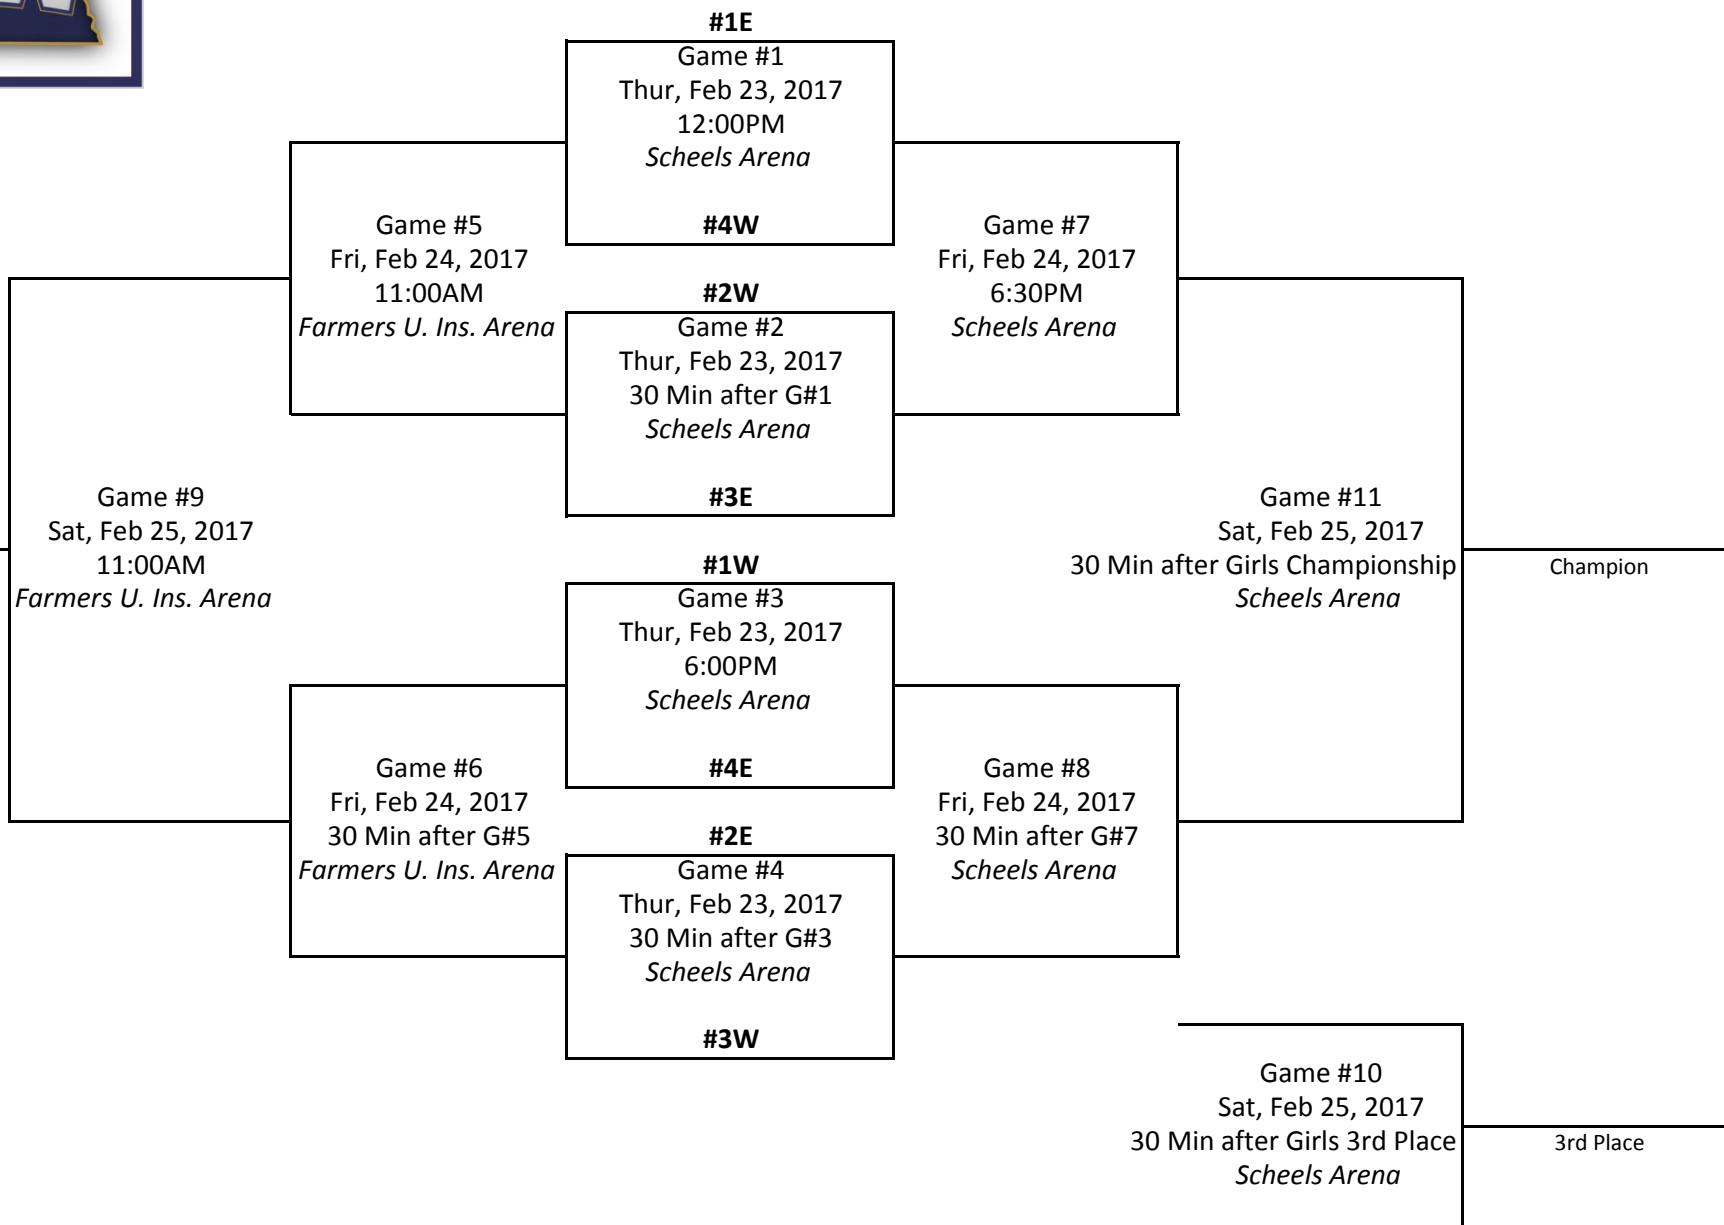 #1E
Game #1
Thur, Feb 23, 2017
12:00PM
Scheels Arena
#4W
Game #5
Fri, Feb 24, 2017
11:00AM
Farmers U. Ins. Arena
#2W
Game #2
Thur, Feb 23, 2017
30 Min after G#1
Scheels Arena
#3E
Game #7
Fri, Feb 24, 2017
6:30PM
Scheels Arena
Game #9
Sat, Feb 25, 2017
11:00AM
Farmers U. Ins. Arena
#1W
Game #3
Thur, Feb 23, 2017
6:00PM
Scheels Arena
#4E
Game #11
Sat, Feb 25, 2017
30 Min after Girls Championship
Scheels Arena
Champion
Game #6
Fri, Feb 24, 2017
30 Min after G#5
Farmers U. Ins. Arena
#2E
Game #4
Thur, Feb 23, 2017
30 Min after G#3
Scheels Arena
#3W
Game #8
Fri, Feb 24, 2017
30 Min after G#7
Scheels Arena
Game #10
Sat, Feb 25, 2017
30 Min after Girls 3rd Place
Scheels Arena
3rd Place